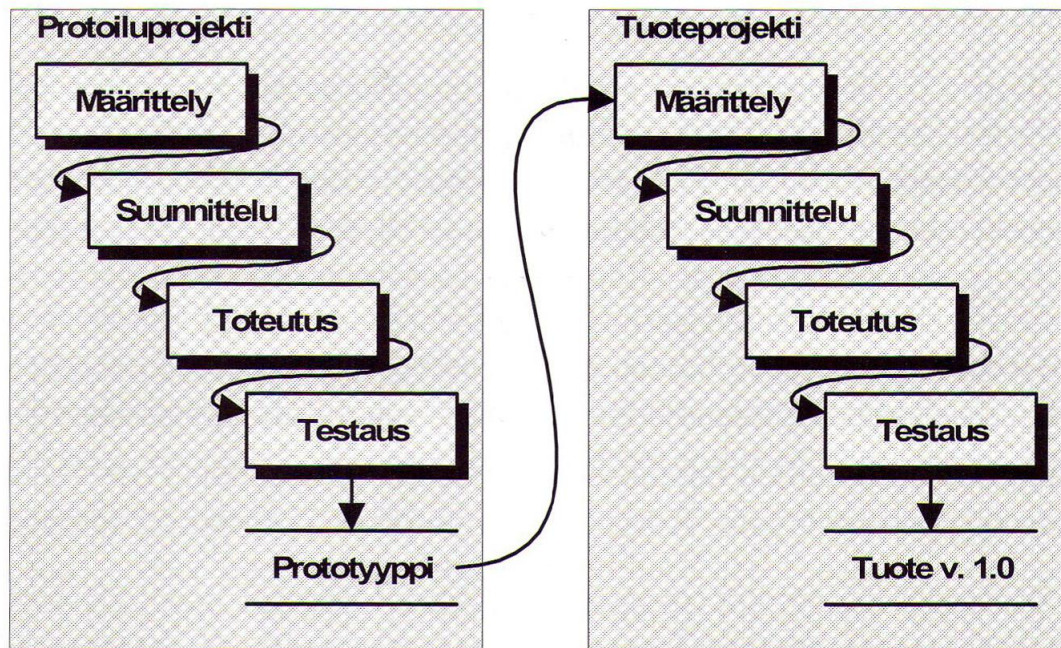 Protoiluprojekti
Määrittely
Suunnittelu
Toteutus
Testaus
Prototyyppi
Tuoteprojekti
Määrittely
Suunnittelu
Toteutus
Testaus
Tuote v. 1.0